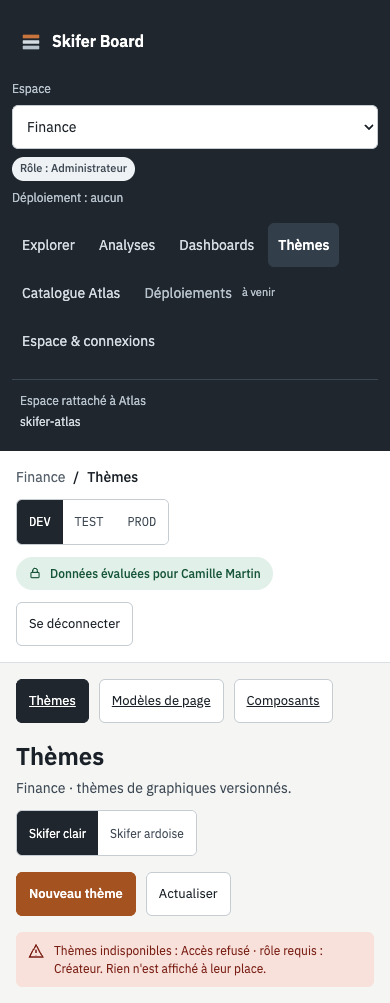 Skifer Board
Espace
Finance
Rôle : Administrateur
Déploiement : aucun
Explorer Analyses Dashboards Thèmes
Catalogue Atlas Déploiements à venir
Espace & connexions
Espace rattaché à Atlas
skifer-atlas
Finance / Thèmes
DEV TEST PROD
Données évaluées pour Camille Martin
Se déconnecter
Thèmes Modèles de page Composants
Thèmes
Finance · thèmes de graphiques versionnés.
Skifer clair Skifer ardoise
Nouveau thème Actualiser
Thèmes indisponibles : Accès refusé · rôle requis :
Créateur. Rien n'est affiché à leur place.